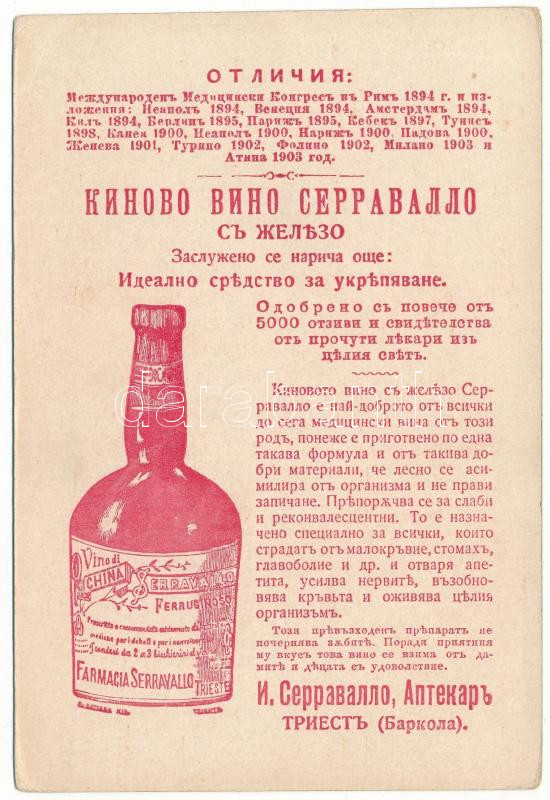 ОТЛИЧИЯ:
Международенъ Медицински Конгресъ въ Римъ 1894 г. и из-
ложения: Неаполъ 1894, Венеция 1894, Амстердамъ 1894,
Килъ 1894, Берлинъ 1895, Парижъ 1895, Кебекъ 1897, Тунисъ
1898, Канея 1900, Неаполъ 1900, Парижъ 1900, Падова 1900,
Женева 1901, Турино 1902, Фолино 1902, Милано 1903 и
Атина 1903 год.
КИНОВО ВИНО СЕРРАВАЛЛО
СЪ ЖЕЛѢЗО
Заслужено се нарича още:
Идеално срѣдство за укрѣпяване.
Одобрено съ повече отъ
5000 отзиви и свидѣтелства
отъ прочути лѣкари изъ
цѣлия свѣтъ.
Киновото вино съ желѣзо Сер-
равалло е най-доброто отъ всички
до сега медицински вина отъ този
родъ, понеже е приготвено по една
такава формула и отъ такива до-
бри материали, че лесно се аси-
милира отъ организма и не прави
запичане. Прѣпорѫчва се за слаби
и реконвалесцентни. То е назна-
чено специално за всички, които
страдатъ отъ малокръвие, стомахъ,
главоболие и др. и отваря апе-
тита, усилва нервитѣ, възобно-
вява кръвьта и оживява цѣлия
организъмъ.
Този прѣвъзходенъ прѣпаратъ не
почернява зѫбитѣ. Поради приятния
му вкусъ това вино се взима отъ да-
митѣ и дѣцата съ удоволствие.
И. Серравалло, Аптекаръ
ТРИЕСТЪ (Баркола).
Vino di
CHINA
SERRAVALLO
FERRUGINOSO
FARMACIA SERRAVALLO
TRIESTE
darabanth